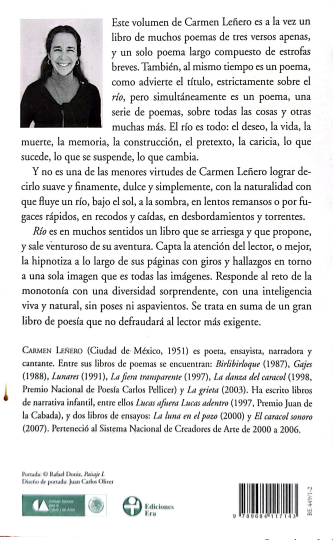 Este volumen de Carmen Leñero es a la vez un
libro de muchos poemas de tres versos apenas,
y un solo poema largo compuesto de estrofas
breves. También, al mismo tiempo es un poema,
como advierte el título, estrictamente sobre el
río, pero simultáneamente es un poema, una
serie de poemas, sobre todas las cosas y otras
muchas más. El río es todo: el deseo, la vida, la
muerte, la memoria, la construcción, el pretexto, la caricia, lo que
sucede, lo que se suspende, lo que cambia.
Y no es una de las menores virtudes de Carmen Leñero lograr de-
cirlo suave y finamente, dulce y simplemente, con la naturalidad con
que fluye un río, bajo el sol, a la sombra, en lentos remansos o por fu-
gaces rápidos, en recodos y caídas, en desbordamientos y torrentes.
Río es en muchos sentidos un libro que se arriesga y que propone,
y sale venturoso de su aventura. Capta la atención del lector, o mejor,
la hipnotiza a lo largo de sus páginas con giros y hallazgos en torno
a una sola imagen que es todas las imágenes. Responde al reto de la
monotonía con una diversidad sorprendente, con una inteligencia
viva y natural, sin poses ni aspavientos. Se trata en suma de un gran
libro de poesía que no defraudará al lector más exigente.
CARMEN LEÑERO (Ciudad de México, 1951) es poeta, ensayista, narradora y
cantante. Entre sus libros de poemas se encuentran: Birlibirloque (1987), Gajes
(1988), Lunares (1991), La fiera transparente (1997), La danza del caracol (1998,
Premio Nacional de Poesía Carlos Pellicer) y La grieta (2003). Ha escrito libros
de narrativa infantil, entre ellos Lucas afuera Lucas adentro (1997, Premio Juan de
la Cabada), y dos libros de ensayos: La luna en el pozo (2000) y El caracol sonoro
(2007). Perteneció al Sistema Nacional de Creadores de Arte de 2000 a 2006.
Portada: © Rafael Doniz, Paisaje I.
Diseño de portada: Juan Carlos Oliver
Ediciones
Era
9 789684 117143